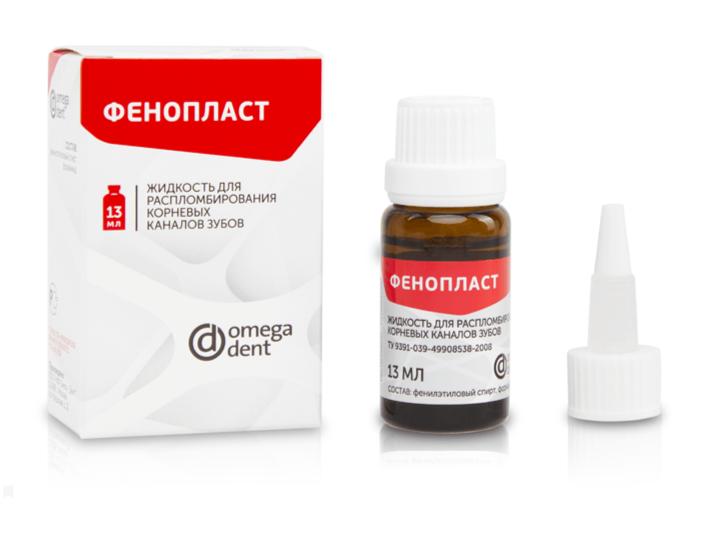 ФЕНОПЛАСТ
omega
dent
13
МЛ
ЖИДКОСТЬ ДЛЯ
РАСПЛОМБИРОВАНИЯ
КОРНЕВЫХ
КАНАЛОВ ЗУБОВ
omega
dent
ФЕНОПЛАСТ
ЖИДКОСТЬ ДЛЯ
КОРНЕВЫХ КАНАЛОВ ЗУБОВ
ТУ 9391-039-49908538-2008
13 МЛ
СОСТАВ: фенилэтиловый спирт,